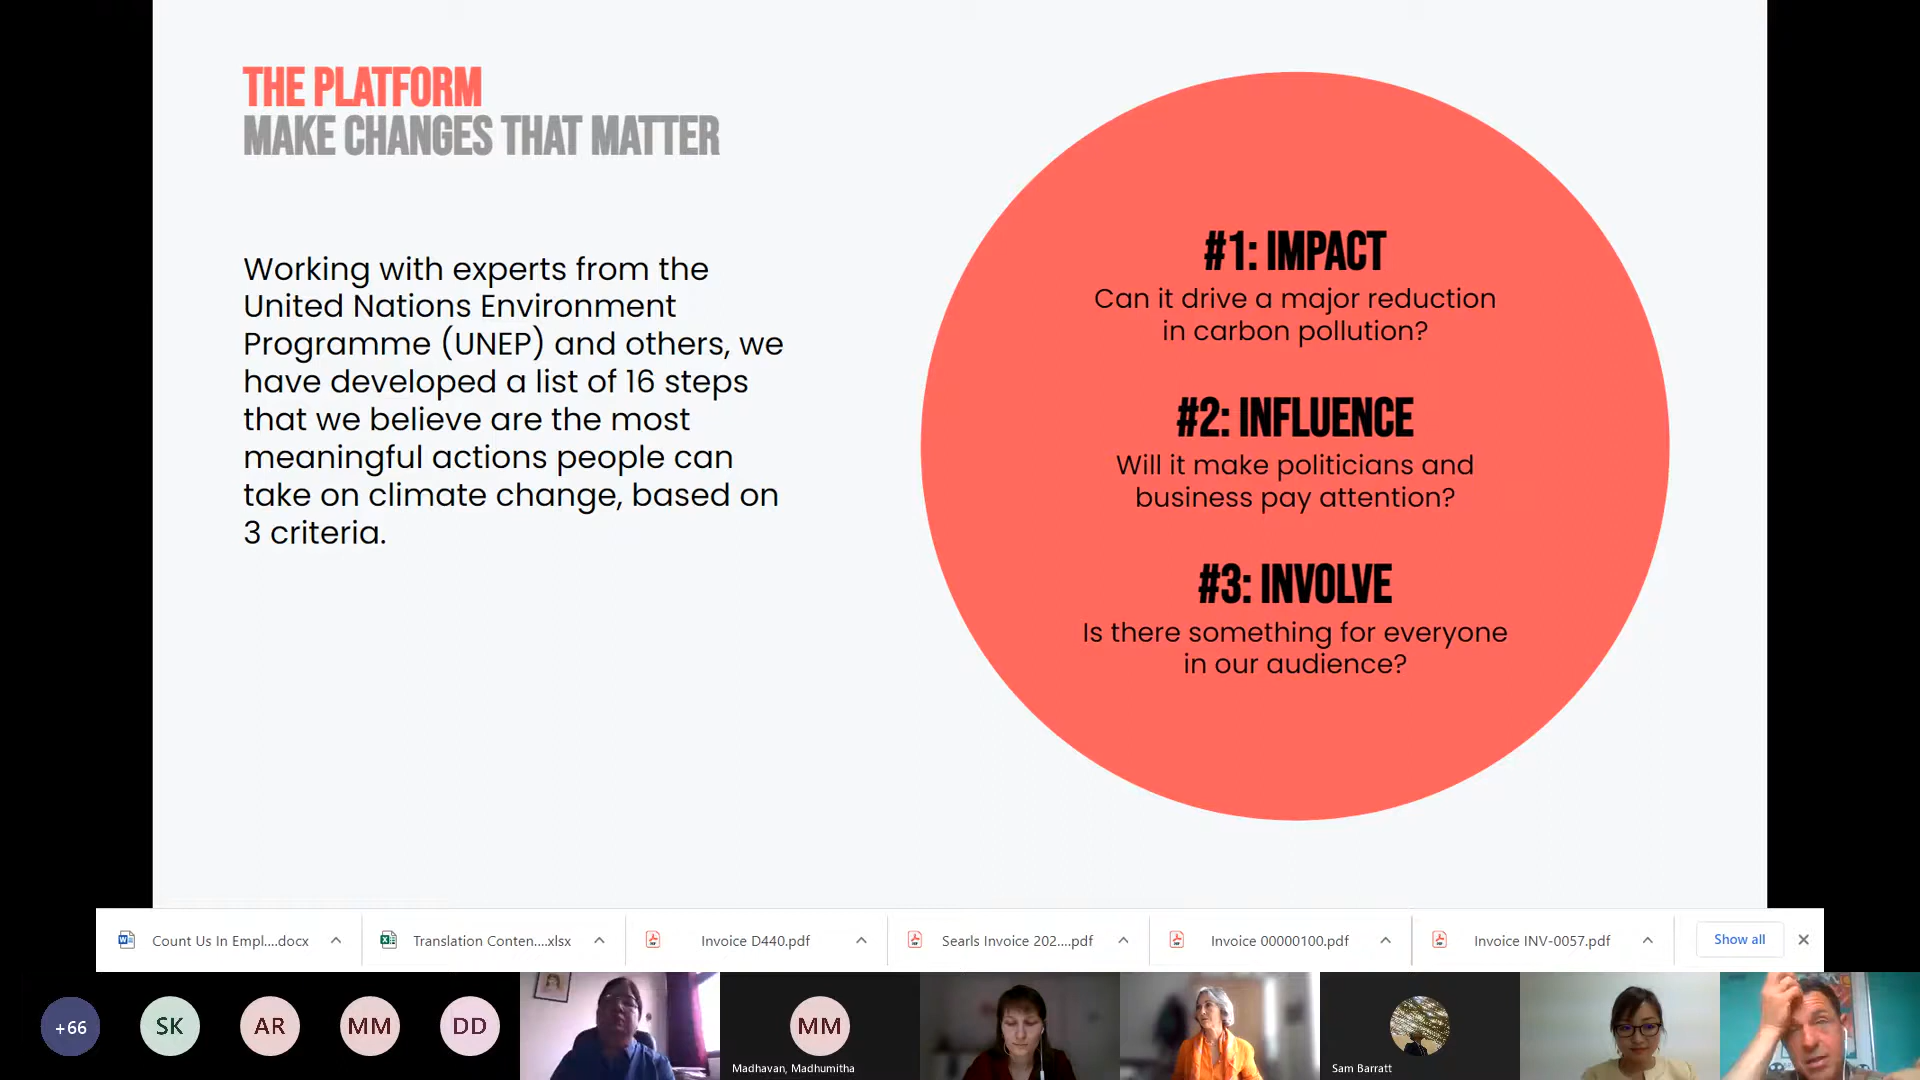 THE PLATFORM
MAKE CHANGES THAT MATTER
Working with experts from the
United Nations Environment
Programme (UNEP) and others, we
have developed a list of 16 steps
that we believe are the most
meaningful actions people can
take on climate change, based on
3 criteria.
#1: IMPACT
Can it drive a major reduction
in carbon pollution?
#2: INFLUENCE
Will it make politicians and
business pay attention?
#3: INVOLVE
Is there something for everyone
in our audience?
Count Us In Empl....docx
Translation Conten....xlsx
Invoice D440.pdf
Searls Invoice 202....pdf
Invoice 00000100.pdf
Invoice INV-0057.pdf
Show all
+66
SK
AR
MM
DD
MM
Madhavan, Madhumitha
Sam Barratt